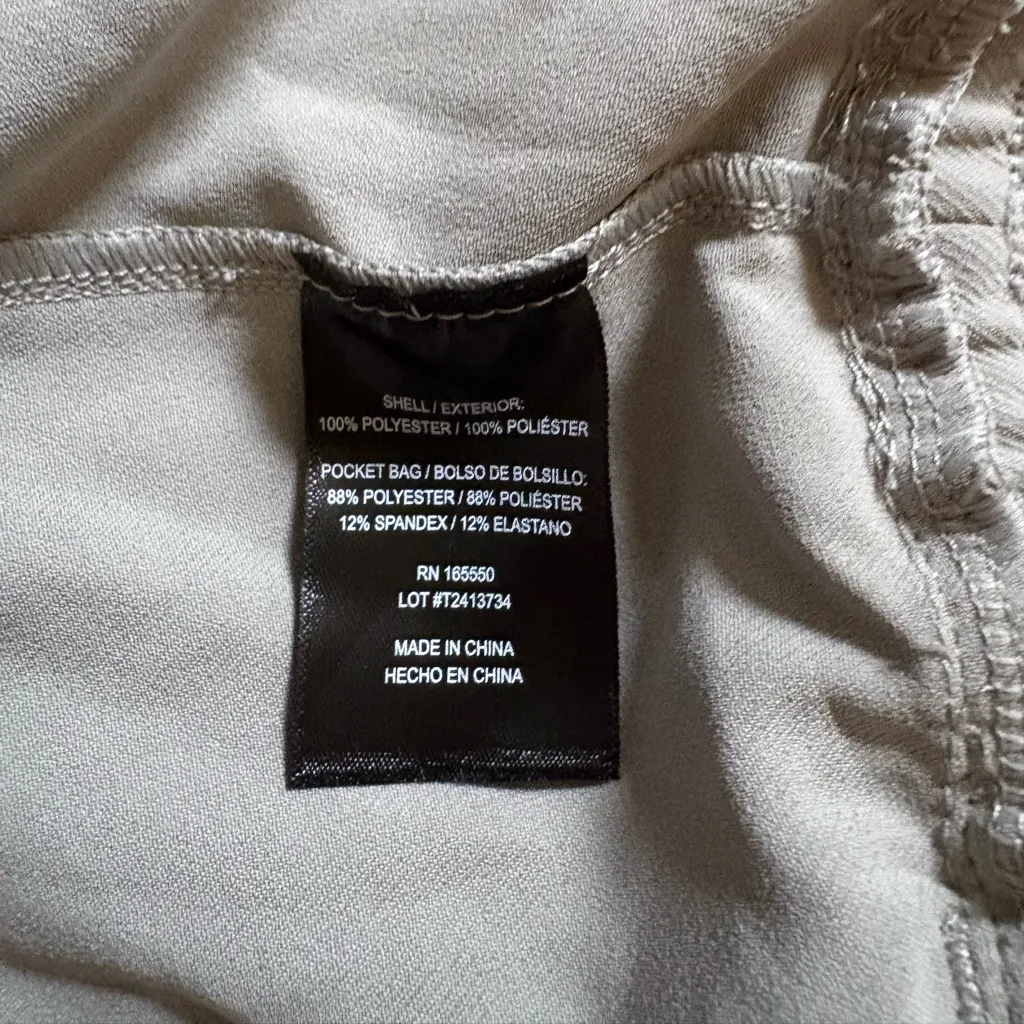 SHELL / EXTERIOR:
100% POLYESTER / 100% POLIÉSTER
POCKET BAG / BOLSO DE BOLSILLO:
88% POLYESTER / 88% POLIÉSTER
12% SPANDEX / 12% ELASTANO
RN 165550
LOT #T2413734
MADE IN CHINA
HECHO EN CHINA